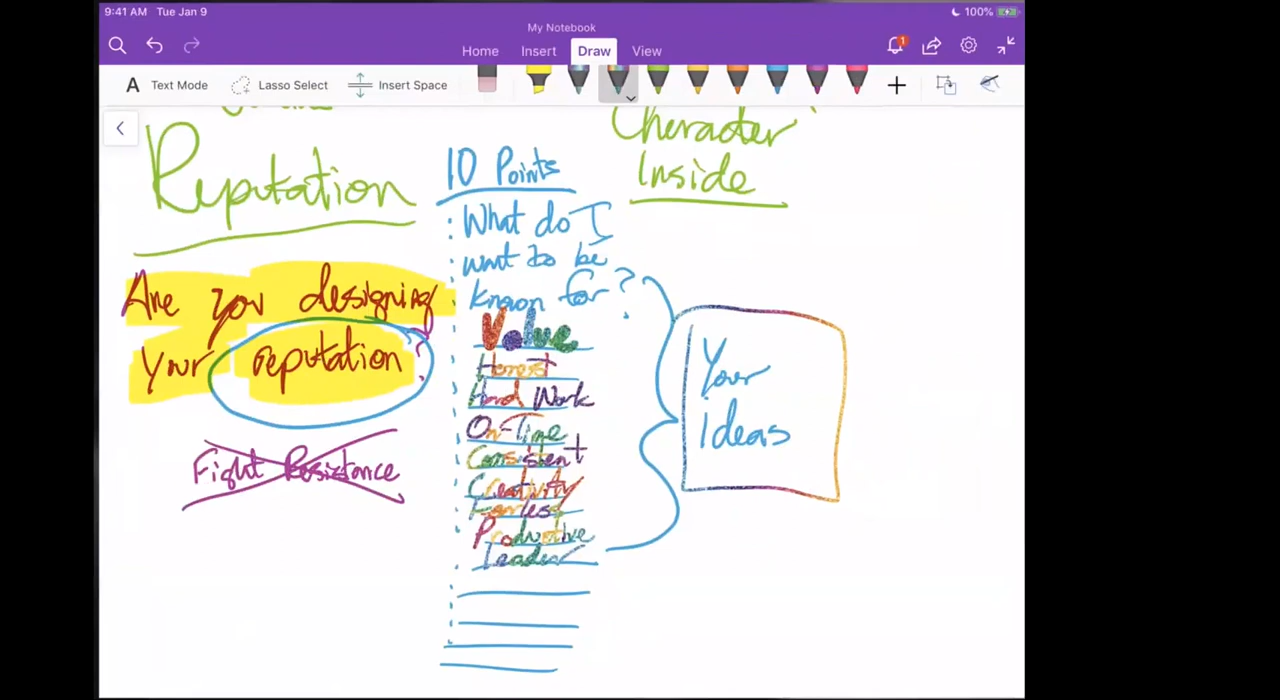 9:41 AM Tue Jan 9
100%
My Notebook
Home Insert Draw View
1
Text Mode Lasso Select Insert Space
Character
Inside
Reputation
Are you designing
your reputation?
Fight Resistance
10 Points
What do I
want to be
known for?
Value
Honest
Hard Work
On-Time
Consistent
Creativity
Fearless
Productive
Leader
Your
Ideas